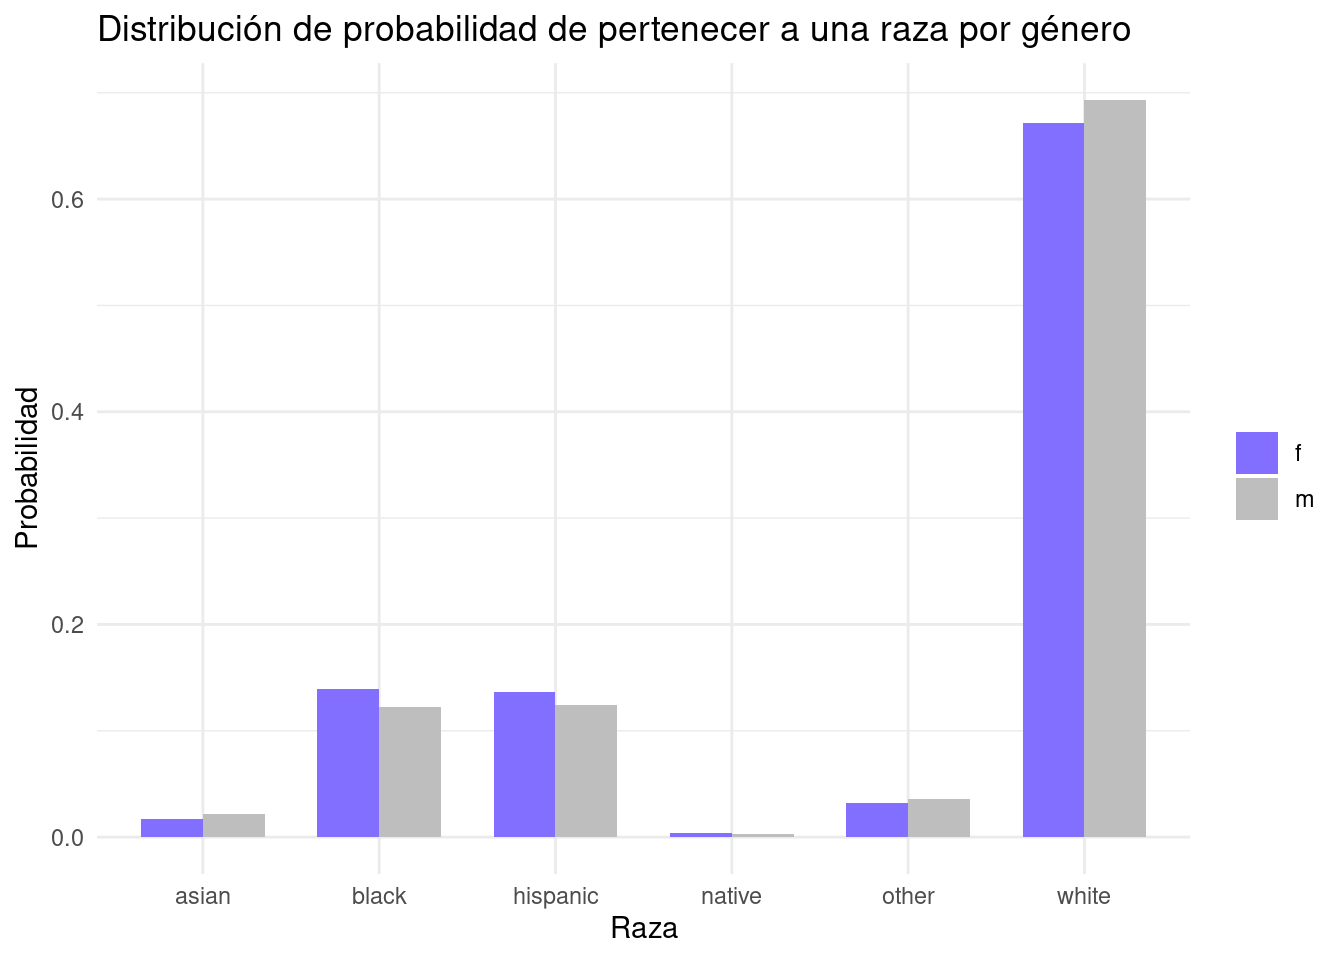 Distribución de probabilidad de pertenecer a una raza por género
Probabilidad
0.6
0.4
0.2
0.0
asian
black
hispanic
native
other
white
Raza
f
m